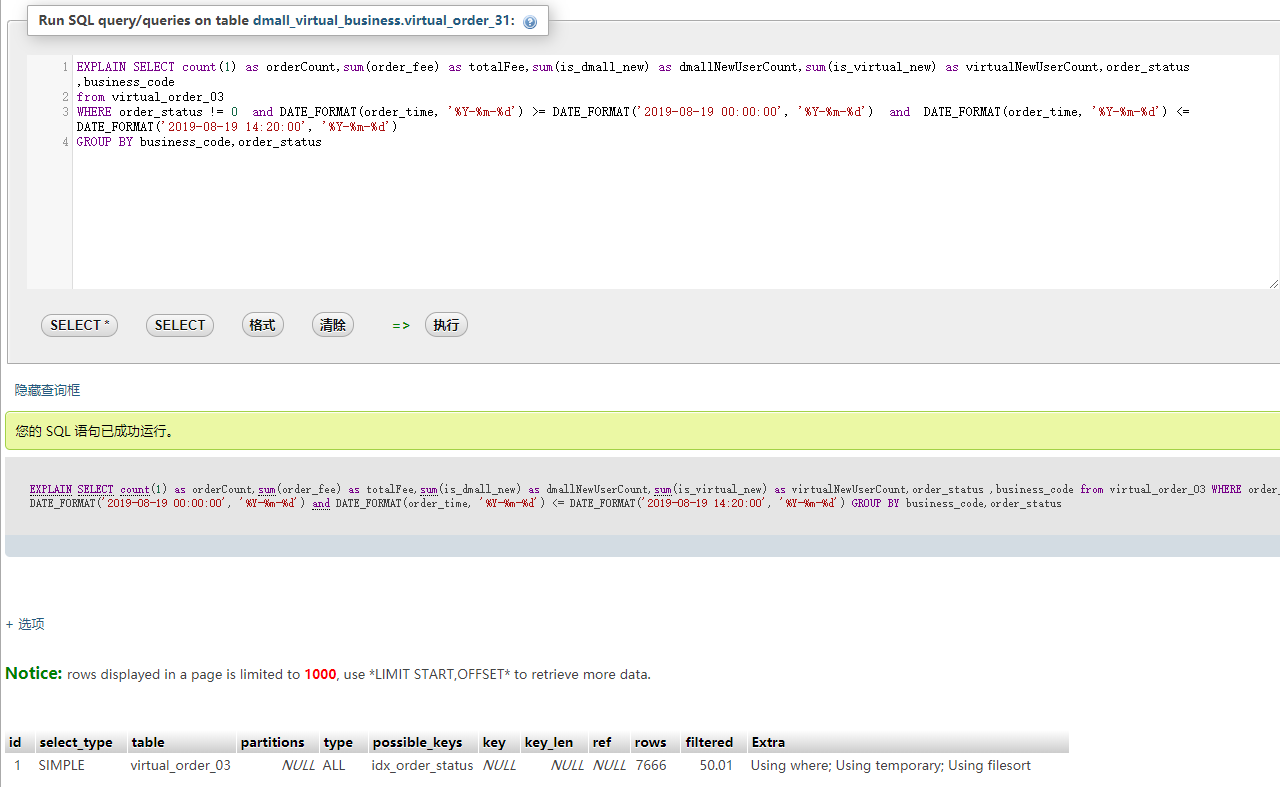 Run SQL query/queries on table dmall_virtual_business.virtual_order_31:
1 EXPLAIN SELECT count(1) as orderCount,sum(order_fee) as totalFee,sum(is_dmall_new) as dmallNewUserCount,sum(is_virtual_new) as virtualNewUserCount,order_status
,business_code
2 from virtual_order_03
3 WHERE order_status != 0 and DATE_FORMAT(order_time, '%Y-%m-%d') >= DATE_FORMAT('2019-08-19 00:00:00', '%Y-%m-%d') and DATE_FORMAT(order_time, '%Y-%m-%d') <=
DATE_FORMAT('2019-08-19 14:20:00', '%Y-%m-%d')
4 GROUP BY business_code,order_status
SELECT * SELECT 格式 清除 => 执行
隐藏查询框
您的 SQL 语句已成功运行。
EXPLAIN SELECT count(1) as orderCount,sum(order_fee) as totalFee,sum(is_dmall_new) as dmallNewUserCount,sum(is_virtual_new) as virtualNewUserCount,order_status ,business_code from virtual_order_03 WHERE order_
DATE_FORMAT('2019-08-19 00:00:00', '%Y-%m-%d') and DATE_FORMAT(order_time, '%Y-%m-%d') <= DATE_FORMAT('2019-08-19 14:20:00', '%Y-%m-%d') GROUP BY business_code,order_status
+ 选项
Notice: rows displayed in a page is limited to 1000, use *LIMIT START,OFFSET* to retrieve more data.
id select_type table partitions type possible_keys key key_len ref rows filtered Extra
1 SIMPLE virtual_order_03 NULL ALL idx_order_status NULL NULL NULL 7666 50.01 Using where; Using temporary; Using filesort